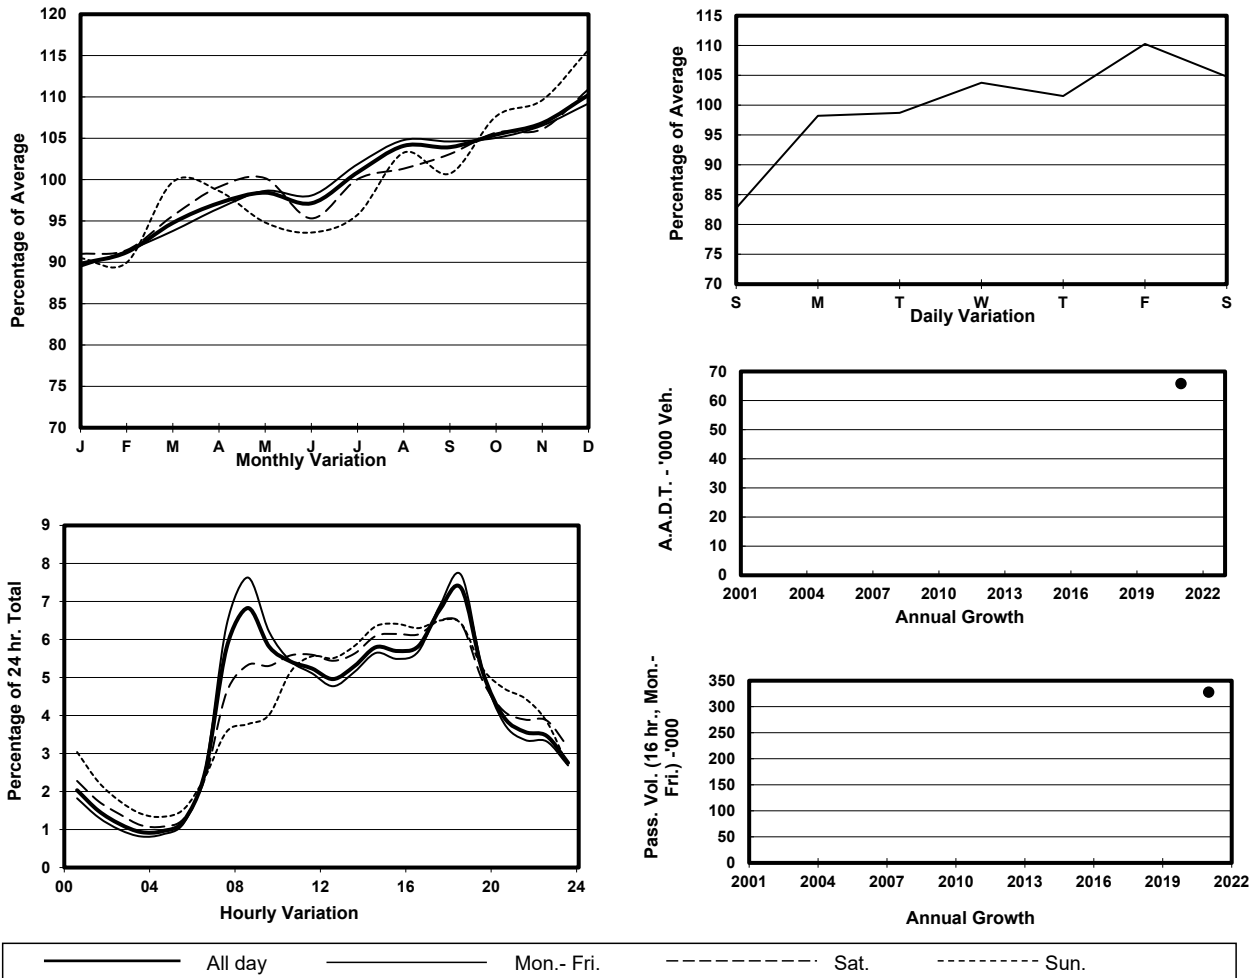 Percentage of Average
120
115
110
105
100
95
90
85
80
75
70
J F M A M J J A S O N D
Monthly Variation
Percentage of Average
115
110
105
100
95
90
85
80
75
70
S M T W T F S
Daily Variation
A.A.D.T. - '000 Veh.
70
60
50
40
30
20
10
0
2001 2004 2007 2010 2013 2016 2019 2022
Annual Growth
Percentage of 24 hr. Total
9
8
7
6
5
4
3
2
1
0
00 04 08 12 16 20 24
Hourly Variation
Pass. Vol. (16 hr., Mon.-
Fri.) -'000
350
300
250
200
150
100
50
0
2001 2004 2007 2010 2013 2016 2019 2022
Annual Growth
All day Mon.- Fri. Sat. Sun.